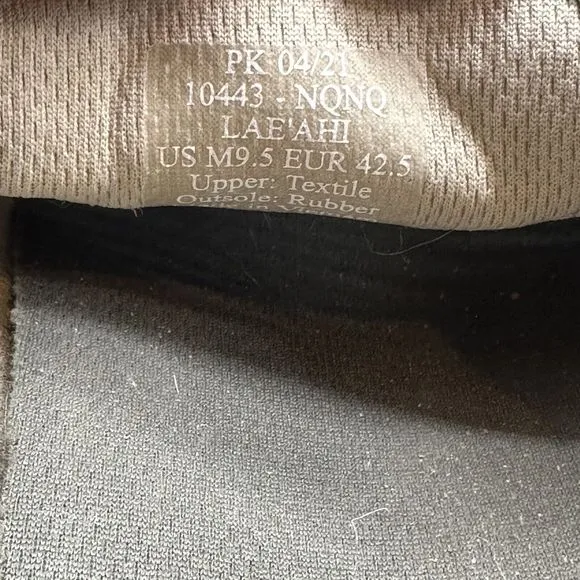 PK 04/21
10443 - NQNQ
LAE'AHI
US M9.5 EUR 42.5
Upper: Textile
Outsole: Rubber